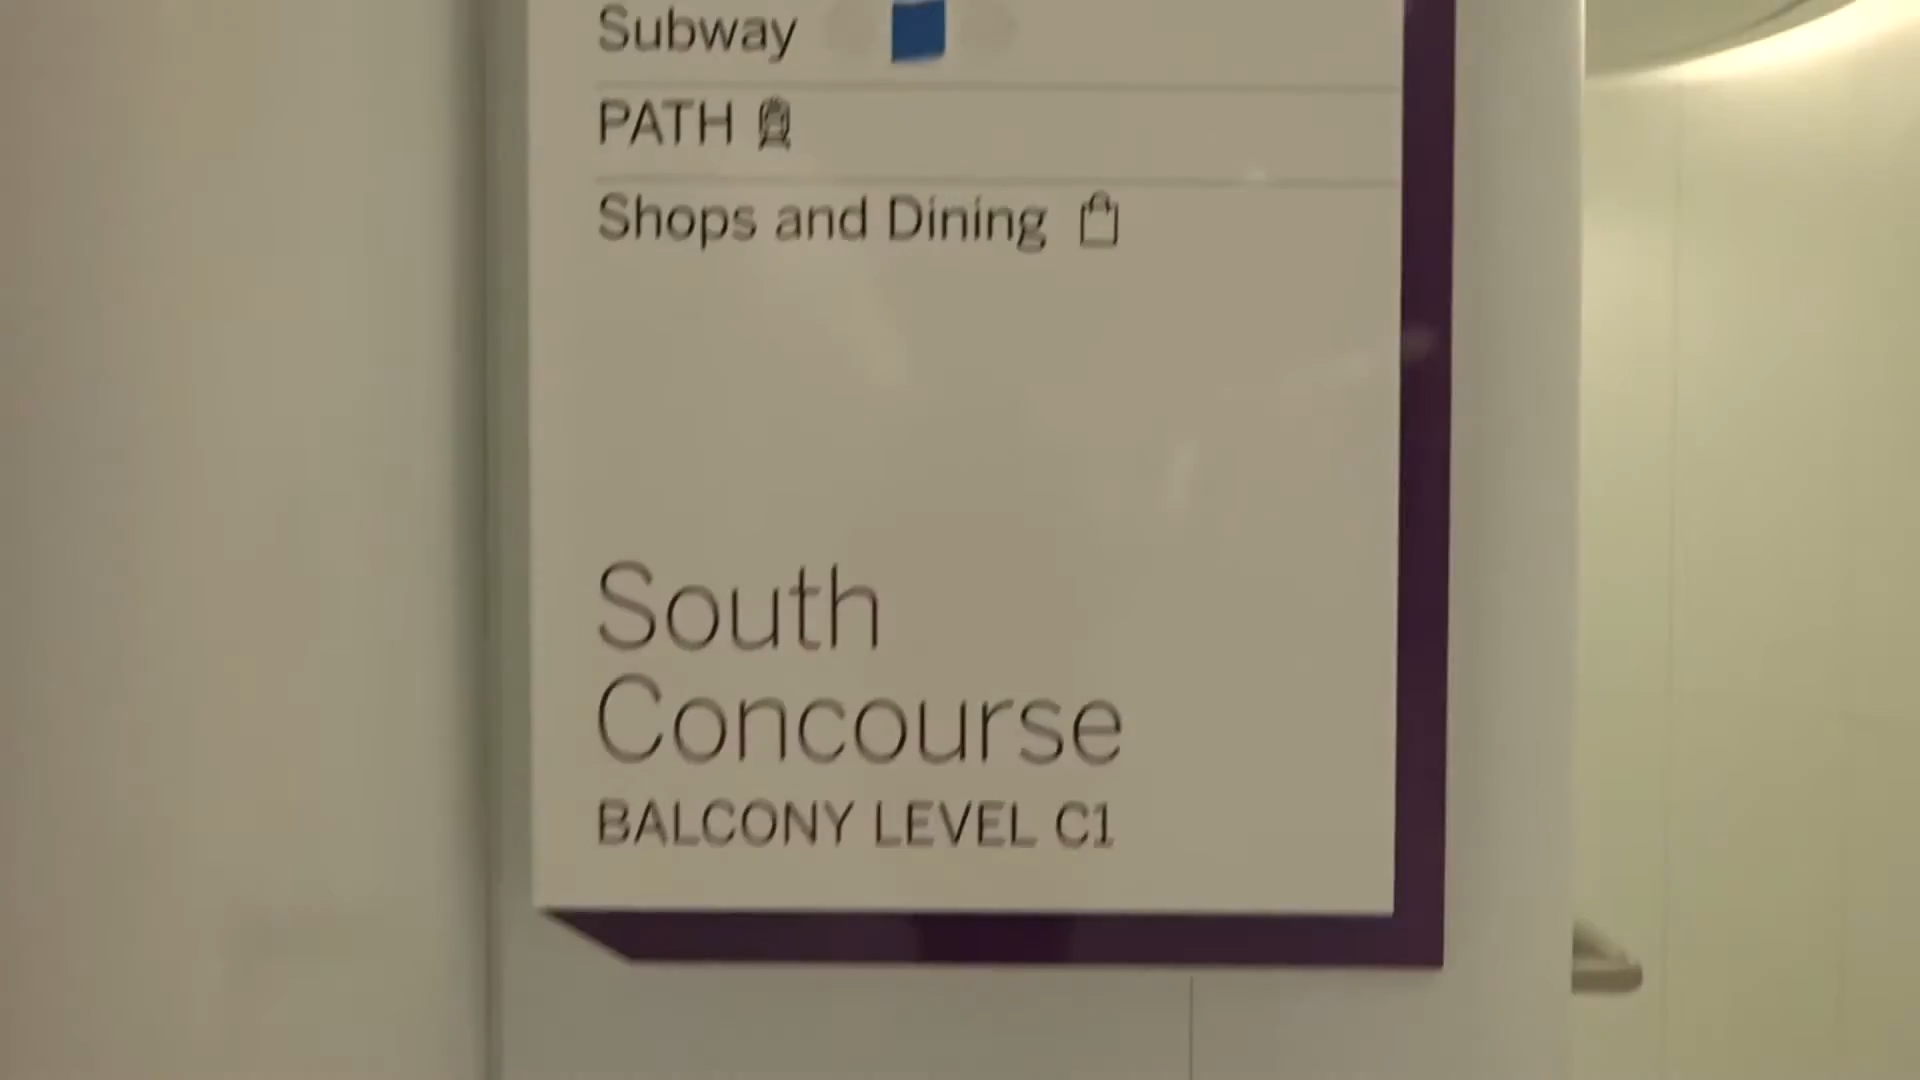 Subway
PATH
Shops and Dining
South
Concourse
BALCONY LEVEL C1